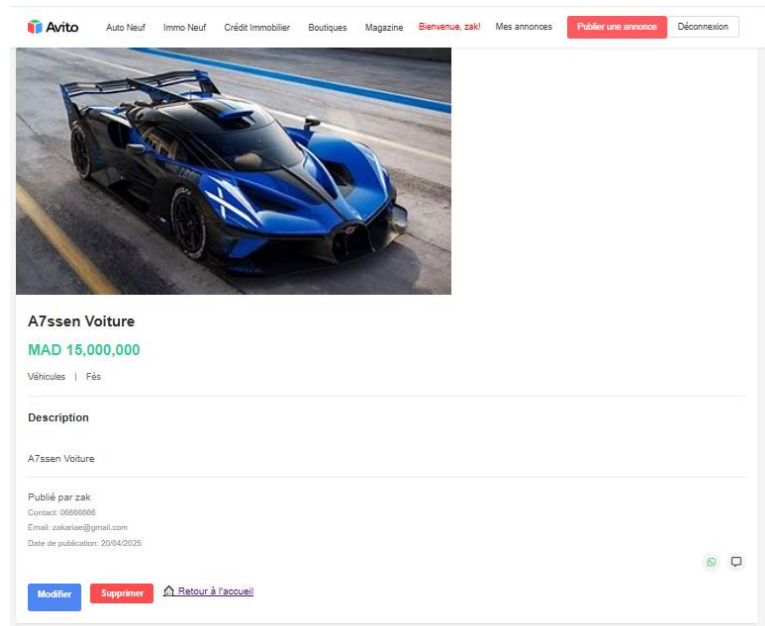 Avito Auto Neuf Immo Neuf Crédit Immobilier Boutiques Magazine Bienvenue, zak! Mes annonces Publier une annonce Déconnexion
A7ssen Voiture
MAD 15,000,000
Véhicules | Fés
Description
A7ssen Voiture
Publié par zak
Contact: 06666666
Email: zakariae@gmail.com
Date de publication: 20/04/2025
Modifier Supprimer Retour à l'accueil